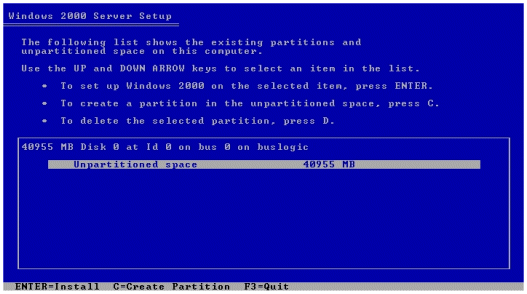 Windows 2000 Server Setup
The following list shows the existing partitions and
unpartitioned space on this computer.
Use the UP and DOWN ARROW keys to select an item in the list.
• To set up Windows 2000 on the selected item, press ENTER.
• To create a partition in the unpartitioned space, press C.
• To delete the selected partition, press D.
40955 MB Disk 0 at Id 0 on bus 0 on buslogic
Unpartitioned space 40955 MB
ENTER=Install C=Create Partition F3=Quit